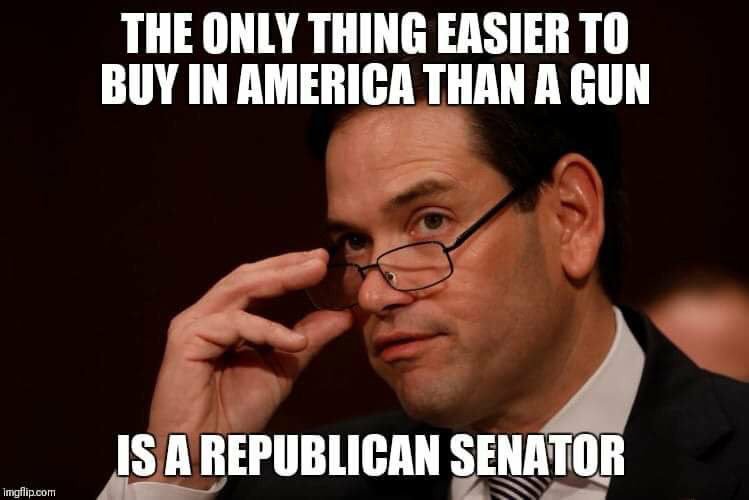 THE ONLY THING EASIER TO
BUY IN AMERICA THAN A GUN
IS A REPUBLICAN SENATOR
imgflip.com